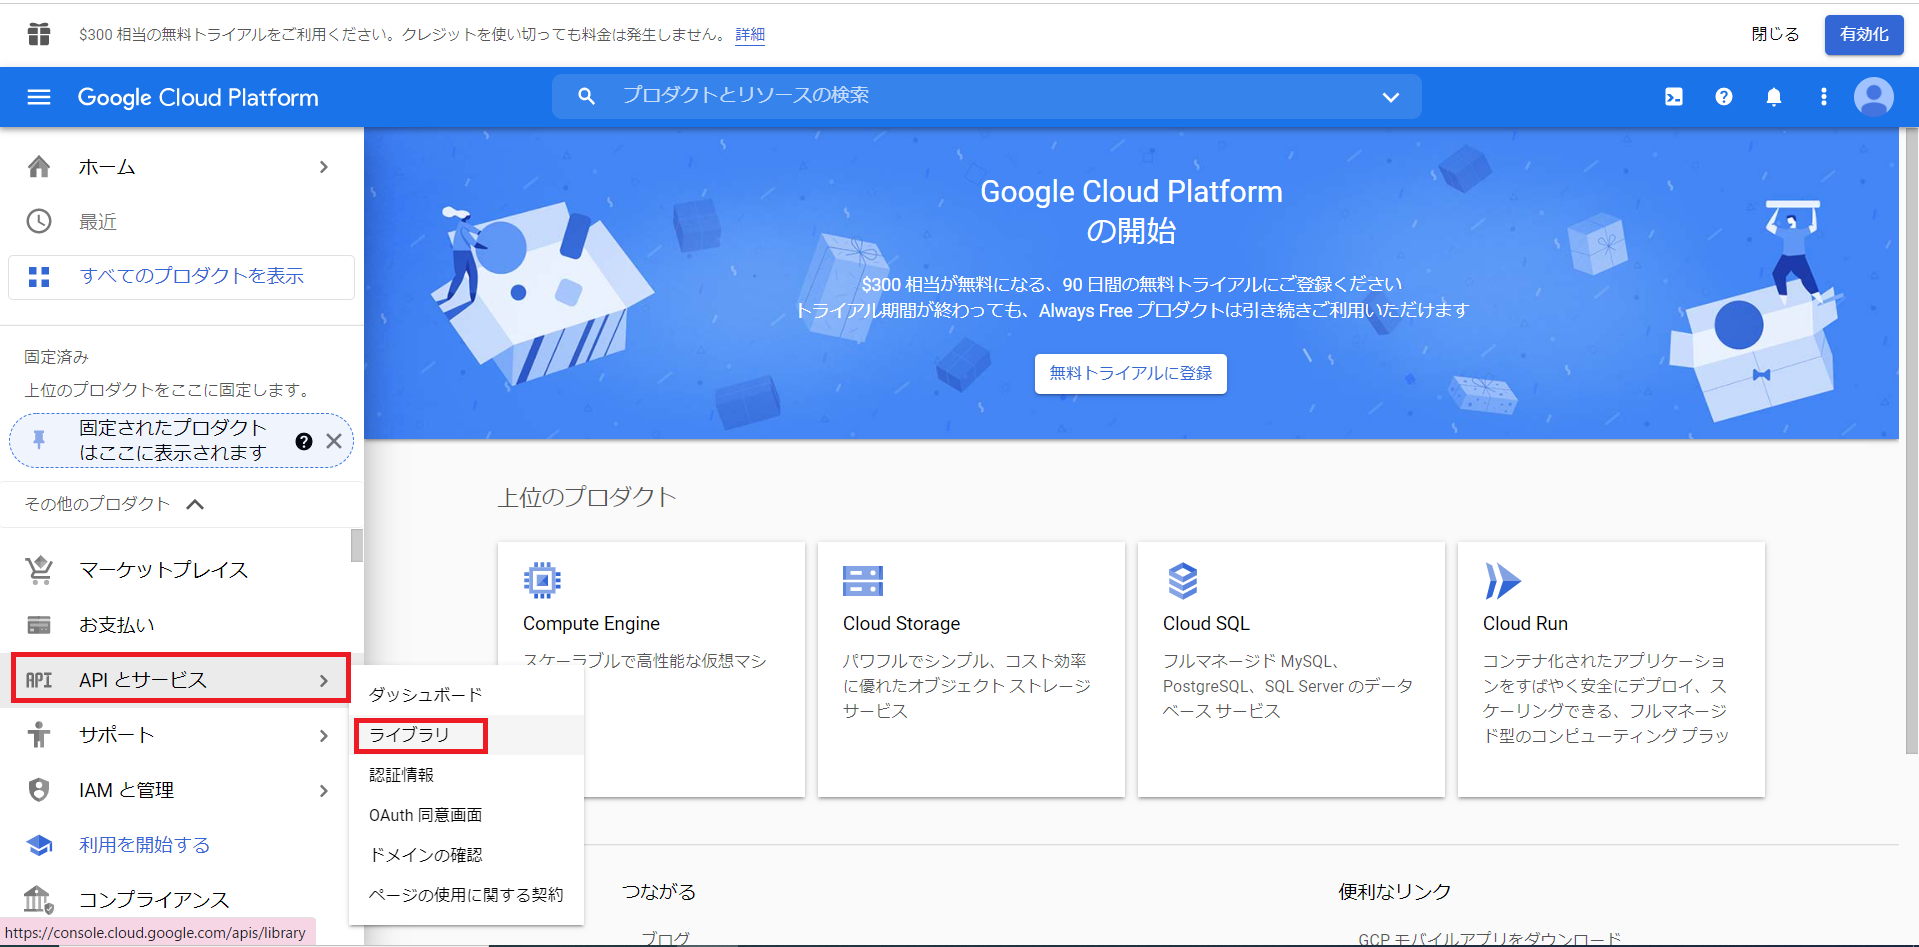 $300 相当の無料トライアルをご利用ください。クレジットを使い切っても料金は発生しません。 詳細
閉じる
有効化
Google Cloud Platform
プロダクトとリソースの検索
ホーム
最近
すべてのプロダクトを表示
固定済み
上位のプロダクトをここに固定します。
固定されたプロダクト
はここに表示されます
その他のプロダクト
マーケットプレイス
お支払い
API API とサービス
サポート
IAM と管理
利用を開始する
コンプライアンス
https://console.cloud.google.com/apis/library
ダッシュボード
ライブラリ
認証情報
OAuth 同意画面
ドメインの確認
ページの使用に関する契約
Google Cloud Platform
の開始
$300 相当が無料になる、90 日間の無料トライアルにご登録ください
トライアル期間が終わっても、Always Free プロダクトは引き続きご利用いただけます
無料トライアルに登録
上位のプロダクト
Compute Engine
スケーラブルで高性能な仮想マシ
Cloud Storage
パワフルでシンプル、コスト効率
に優れたオブジェクト ストレージ
サービス
Cloud SQL
フルマネージド MySQL、
PostgreSQL、SQL Server のデータ
ベース サービス
Cloud Run
コンテナ化されたアプリケーショ
ンをすばやく安全にデプロイ、ス
ケーリングできる、フルマネージ
ド型のコンピューティング プラッ
つながる
ブログ
便利なリンク
GCP モバイルアプリをダウンロード